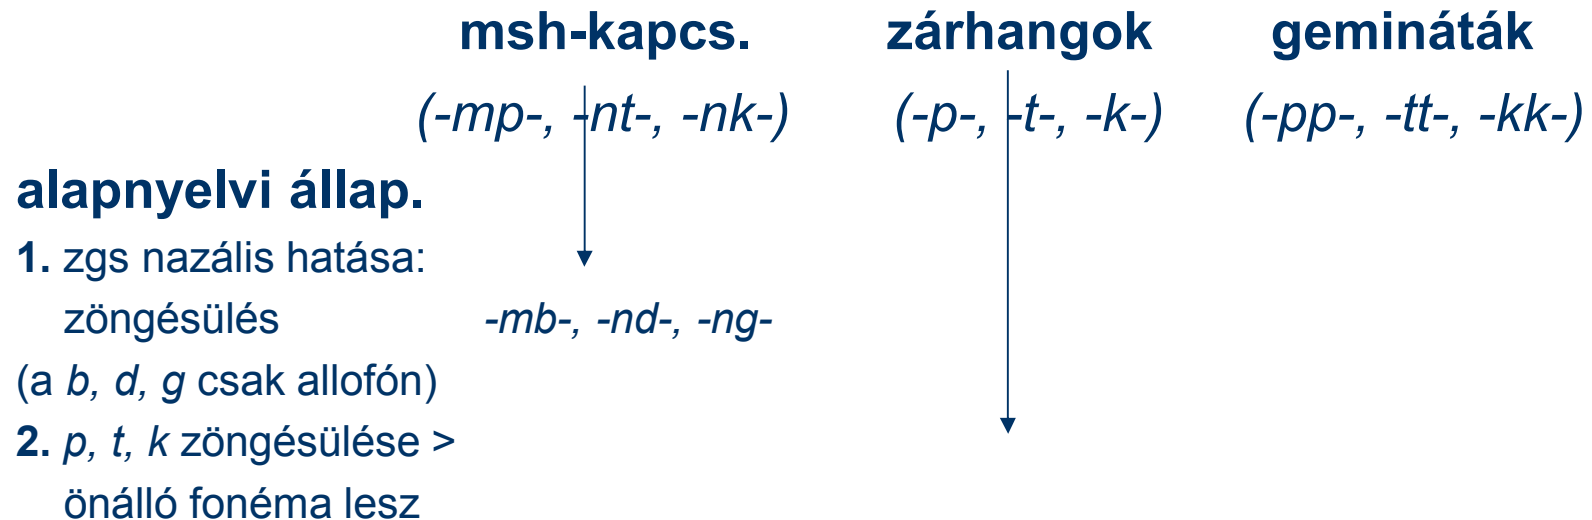 msh-kapcs. zárhangok gemináták
(-mp-, -nt-, -nk-) (-p-, -t-, -k-) (-pp-, -tt-, -kk-)
alapnyelvi állap.
1. zgs nazális hatása:
zöngésülés -mb-, -nd-, -ng-
(a b, d, g csak allofón)
2. p, t, k zöngésülése >
önálló fonéma lesz